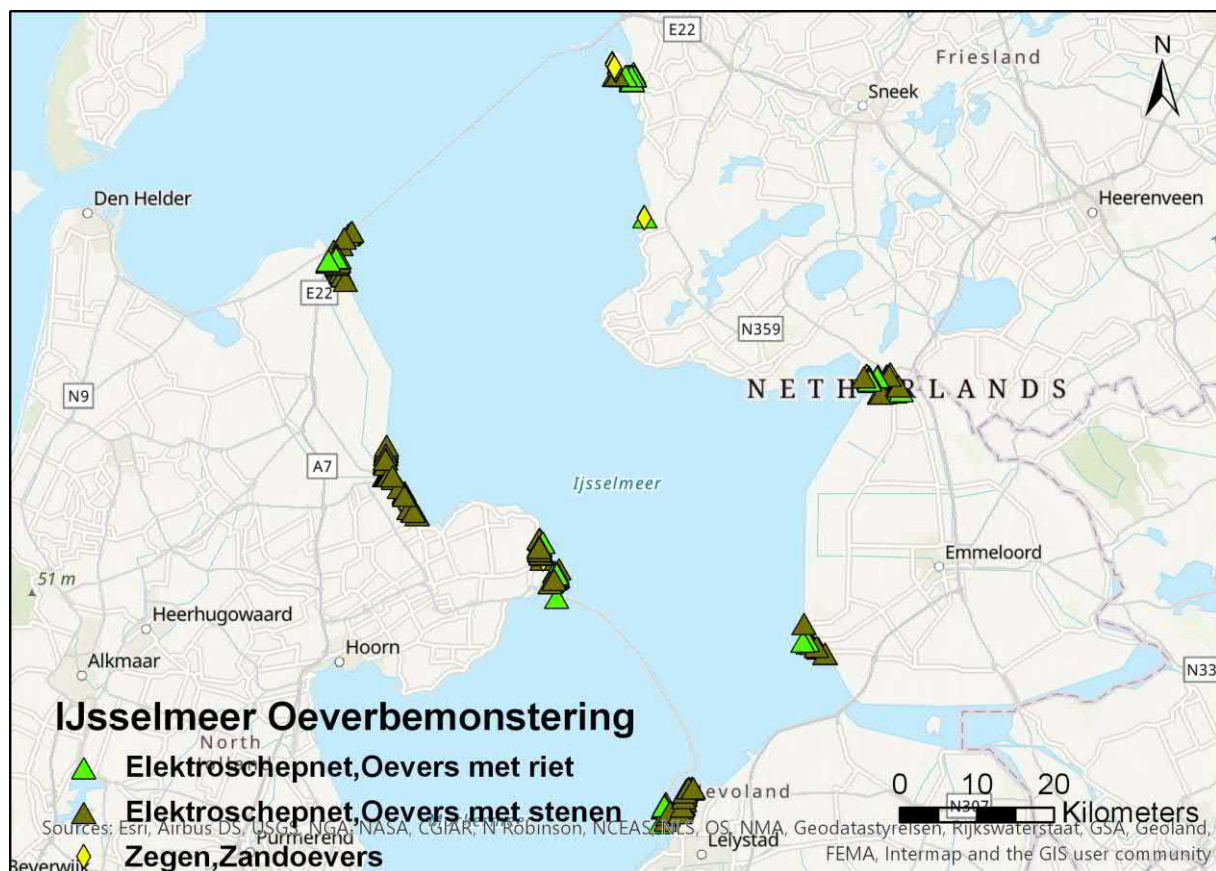 E22
Friesland
N
Sneek
Den Helder
Heerenveen
E22
N359
NETHERLANDS
N9
A7
Ijsselmeer
51 m
Emmeloord
Heerhugowaard
Hoorn
Alkmaar
N33
IJsselmeer Oeverbemonstering
North
Elektroschepnet,Oevers met riet
0 10 20
Kilometers
N307
Elektroschepnet,Oevers met stenen
Sources: Esri, Airbus DS, USGS, NGA, NASA, CGIAR, N Robinson, NCEAS, NLS, OS, NMA, Geodatastyrelsen, Rijkswaterstaat, GSA, Geoland,
Purmerend
Lelystad
Zegen,Zandoevers
FEMA, Intermap and the GIS user community
Beverwijk